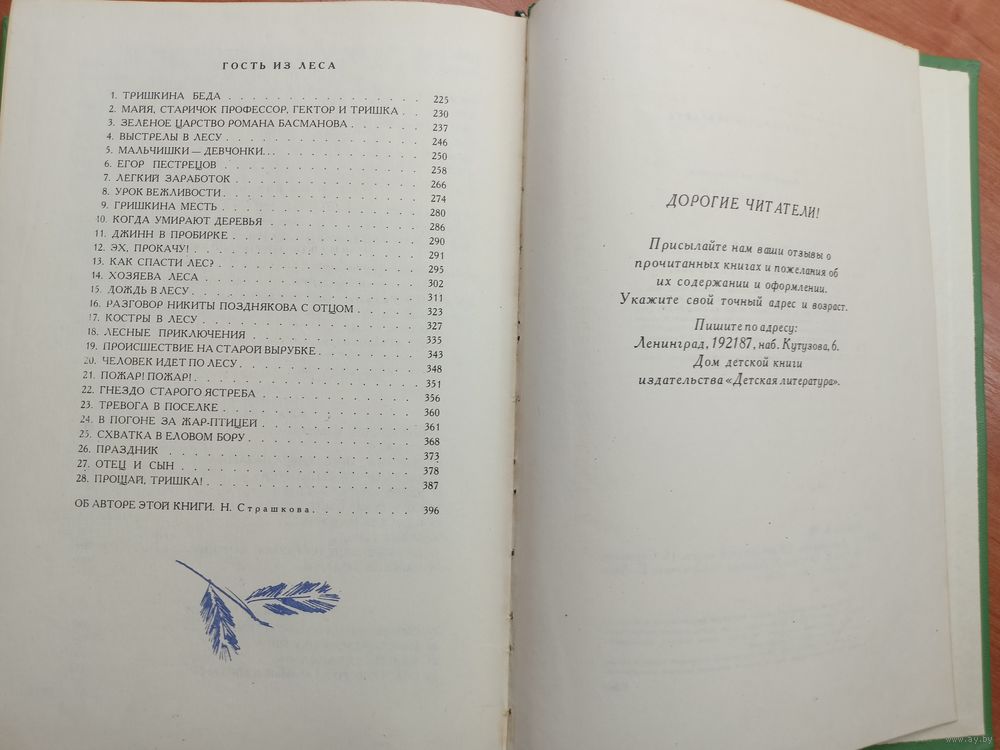 ГОСТЬ ИЗ ЛЕСА
1. ТРИШКИНА БЕДА . . . . . . . . . . . . . . . 225
2. МАЙЯ, СТАРИЧОК ПРОФЕССОР, ГЕКТОР И ТРИШКА . . 230
3. ЗЕЛЕНОЕ ЦАРСТВО РОМАНА БАСМАНОВА . . . . . . 237
4. ВЫСТРЕЛЫ В ЛЕСУ . . . . . . . . . . . . . . 246
5. МАЛЬЧИШКИ — ДЕВЧОНКИ... . . . . . . . . . . 250
6. ЕГОР ПЕСТРЕЦОВ . . . . . . . . . . . . . . 258
7. ЛЕГКИЙ ЗАРАБОТОК . . . . . . . . . . . . . 266
8. УРОК ВЕЖЛИВОСТИ . . . . . . . . . . . . . . 274
9. ГРИШКИНА МЕСТЬ . . . . . . . . . . . . . . 280
10. КОГДА УМИРАЮТ ДЕРЕВЬЯ . . . . . . . . . . 286
11. ДЖИНН В ПРОБИРКЕ . . . . . . . . . . . . . 290
12. ЭХ, ПРОКАЧУ! . . . . . . . . . . . . . . . 291
13. КАК СПАСТИ ЛЕС? . . . . . . . . . . . . . 295
14. ХОЗЯЕВА ЛЕСА . . . . . . . . . . . . . . . 302
15. ДОЖДЬ В ЛЕСУ . . . . . . . . . . . . . . . 311
16. РАЗГОВОР НИКИТЫ ПОЗДНЯКОВА С ОТЦОМ . . . . 323
17. КОСТРЫ В ЛЕСУ . . . . . . . . . . . . . . 327
18. ЛЕСНЫЕ ПРИКЛЮЧЕНИЯ . . . . . . . . . . . . 335
19. ПРОИСШЕСТВИЕ НА СТАРОЙ ВЫРУБКЕ . . . . . . 343
20. ЧЕЛОВЕК ИДЕТ ПО ЛЕСУ . . . . . . . . . . . 348
21. ПОЖАР! ПОЖАР! . . . . . . . . . . . . . . 351
22. ГНЕЗДО СТАРОГО ЯСТРЕБА . . . . . . . . . . 356
23. ТРЕВОГА В ПОСЕЛКЕ . . . . . . . . . . . . 360
24. В ПОГОНЕ ЗА ЖАР-ПТИЦЕЙ . . . . . . . . . . 361
25. СХВАТКА В ЕЛОВОМ БОРУ . . . . . . . . . . 368
26. ПРАЗДНИК . . . . . . . . . . . . . . . . . 373
27. ОТЕЦ И СЫН . . . . . . . . . . . . . . . . 378
28. ПРОЩАЙ, ТРИШКА! . . . . . . . . . . . . . 387
ОБ АВТОРЕ ЭТОЙ КНИГИ. Н. Страшкова . . . . . . 396
ДОРОГИЕ ЧИТАТЕЛИ!
Присылайте нам ваши отзывы о
прочитанных книгах и пожелания об
их содержании и оформлении.
Укажите свой точный адрес и возраст.
Пишите по адресу:
Ленинград, 192187, наб. Кутузова, 6.
Дом детской книги
издательства «Детская литература».
www.ay.by